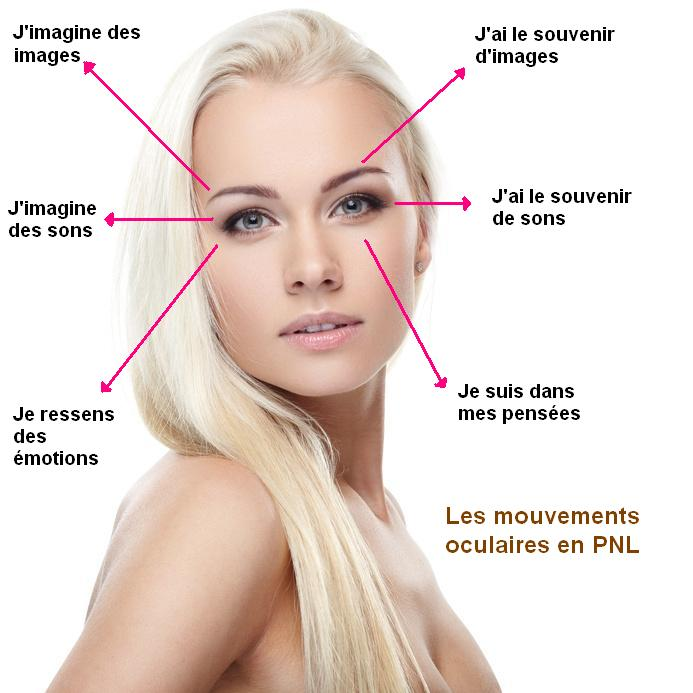 J'imagine des
images
J'ai le souvenir
d'images
J'imagine
des sons
J'ai le souvenir
de sons
Je ressens
des
émotions
Je suis dans
mes pensées
Les mouvements
oculaires en PNL